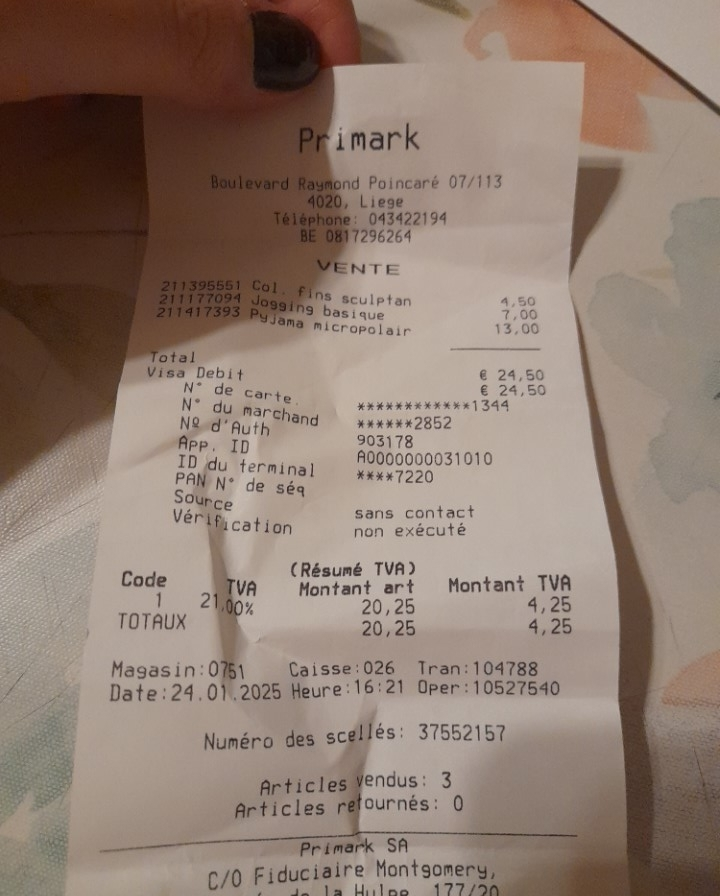 Primark
Boulevard Raymond Poincaré 07/113
4020, Liege
Téléphone: 043422194
BE 0817296264
VENTE
211395551 Col. fins sculptan 4,50
211177094 Jogging basique 7,00
211417393 Pyjama micropolair 13,00
Total € 24,50
Visa Debit € 24,50
N° de carte ************1344
N° du marchand ******2852
Nº d'Auth 903178
App. ID A0000000031010
ID du terminal ****7220
PAN N° de séq
Source sans contact
Vérification non exécuté
(Résumé TVA)
Code TVA Montant art Montant TVA
1 21,00% 20,25 4,25
TOTAUX 20,25 4,25
Magasin:0751 Caisse:026 Tran:104788
Date:24.01.2025 Heure:16:21 Oper:10527540
Numéro des scellés: 37552157
Articles vendus: 3
Articles retournés: 0
Primark SA
C/O Fiduciaire Montgomery,
de la Hulpe 177/20